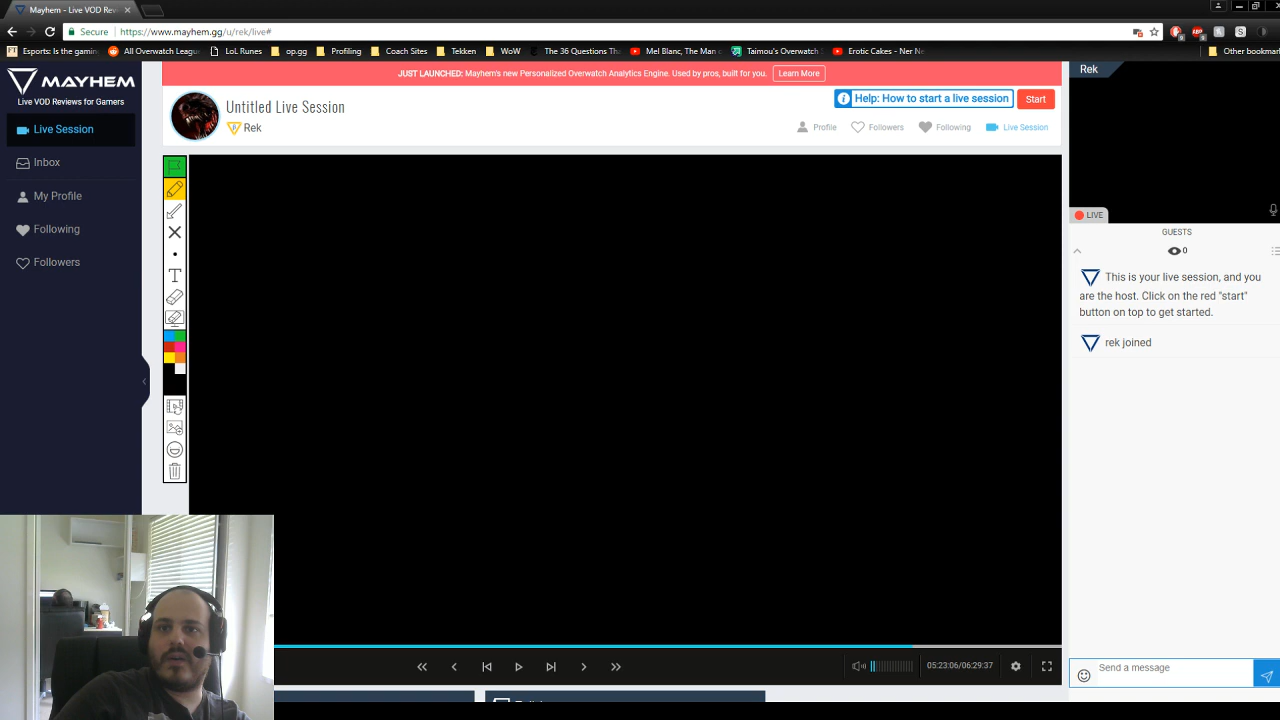 Mayhem - Live VOD Revi
Secure
https://www.mayhem.gg/u/rek/live#
Esports Is the gamen
All Overwatch Leagu
LoL Runes
op.gg
Profiling
Coach Sites
Tekken
WoW
The 36 Questions Tha
Mel Blanc, The Man o
Taimou's Overwatch S
Erotic Cakes - Ner Ne
Other bookmar
MAYHEM
Live VOD Reviews for Gamers
JUST LAUNCHED: Mayhem's new Personalized Overwatch Analytics Engine. Used by pros, built for you.
Learn More
Rek
Untitled Live Session
Rek
Help: How to start a live session
Start
Profile
Followers
Following
Live Session
Live Session
Inbox
My Profile
Following
Followers
T
LIVE
GUESTS
0
This is your live session, and you
are the host. Click on the red "start"
button on top to get started.
rek joined
05:23:06/06:29:37
Send a message